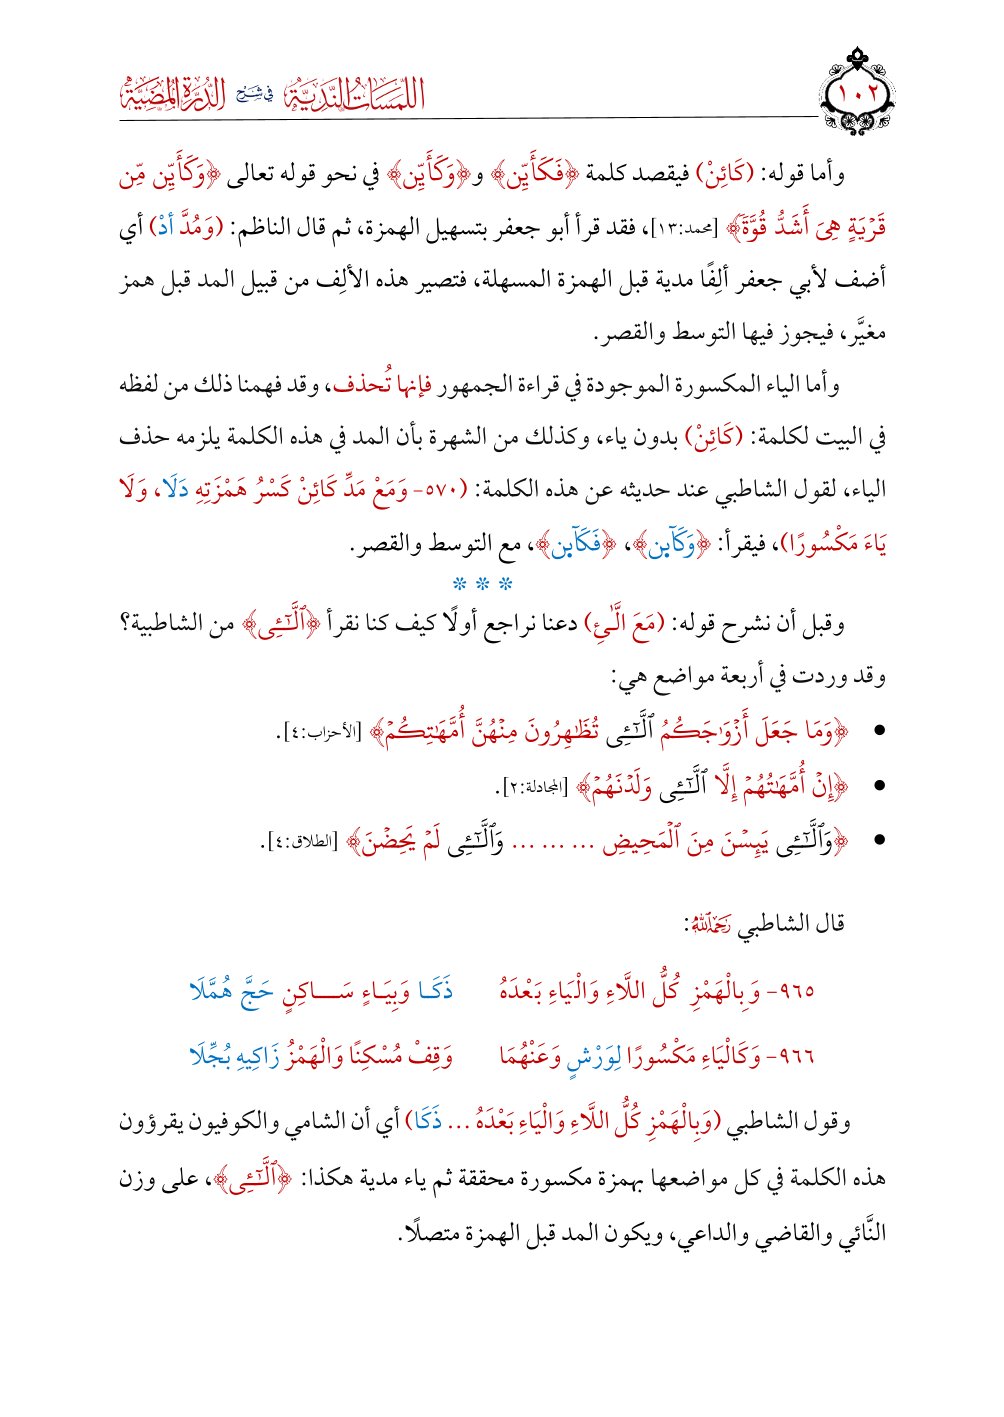 ١٠٢
اللمسات الندية في شرح الدرة المضية
وأما قوله: (كَائِنْ) فيقصد كلمة ﴿فَكَأَيِّن﴾ و﴿وَكَأَيِّن﴾ في نحو قوله تعالى ﴿وَكَأَيِّن مِّن
قَرۡيَةٍ هِىَ أَشَدُّ قُوَّةٗ﴾ [محمد:١٣]، فقد قرأ أبو جعفر بتسهيل الهمزة، ثم قال الناظم: (وَمُدَّ أدْ) أي
أضف لأبي جعفر ألِفًا مدية قبل الهمزة المسهلة، فتصير هذه الألِف من قبيل المد قبل همز
مغيَّر، فيجوز فيها التوسط والقصر.
وأما الياء المكسورة الموجودة في قراءة الجمهور فإنها تُحذف، وقد فهمنا ذلك من لفظه
في البيت لكلمة: (كَائِنْ) بدون ياء، وكذلك من الشهرة بأن المد في هذه الكلمة يلزمه حذف
الياء، لقول الشاطبي عند حديثه عن هذه الكلمة: (٥٧٠- وَمَعْ مَدِّ كَائِنْ كَسْرُ هَمْزَتِهِ دَلَا، وَلَا
يَاءَ مَكْسُورًا)، فيقرأ: ﴿وَكَآىِٕن﴾، ﴿فَكَآىِٕن﴾، مع التوسط والقصر.
* * *
وقبل أن نشرح قوله: (مَعَ الَّٰئِ) دعنا نراجع أولًا كيف كنا نقرأ ﴿ٱلَّٰٓـِٔى﴾ من الشاطبية؟
وقد وردت في أربعة مواضع هي:
● ﴿وَمَا جَعَلَ أَزۡوَٰجَكُمُ ٱلَّٰٓـِٔى تُظَٰهِرُونَ مِنۡهُنَّ أُمَّهَٰتِكُمۡ﴾ [الأحزاب:٤].
● ﴿إِنۡ أُمَّهَٰتُهُمۡ إِلَّا ٱلَّٰٓـِٔى وَلَدۡنَهُمۡ﴾ [المجادلة:٢].
● ﴿وَٱلَّٰٓـِٔى يَئِسۡنَ مِنَ ٱلۡمَحِيضِ ... ... ... وَٱلَّٰٓـِٔى لَمۡ يَحِضۡنَ﴾ [الطلاق:٤].
قال الشاطبي رحمه الله:
٩٦٥- وَبِالْهَمْزِ كُلُّ اللَّاءِ وَالْيَاءِ بَعْدَهُ ذَكَـا وَبِيَـاءٍ سَـــاكِنٍ حَجَّ هُمَّلَا
٩٦٦- وَكَالْيَاءِ مَكْسُورًا لِوَرْشٍ وَعَنْهُمَا وَقِفْ مُسْكِنًا وَالْهَمْزُ زَاكِيهِ بُجِّلَا
وقول الشاطبي (وَبِالْهَمْزِ كُلُّ اللَّاءِ وَالْيَاءِ بَعْدَهُ ... ذَكَا) أي أن الشامي والكوفيون يقرؤون
هذه الكلمة في كل مواضعها بهمزة مكسورة محققة ثم ياء مدية هكذا: ﴿ٱلَّٰٓـِٔى﴾، على وزن
النَّائي والقاضي والداعي، ويكون المد قبل الهمزة متصلًا.